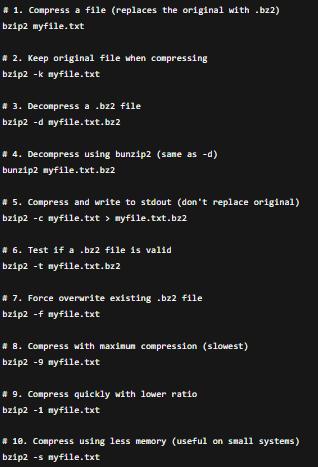 # 1. Compress a file (replaces the original with .bz2)
bzip2 myfile.txt
# 2. Keep original file when compressing
bzip2 -k myfile.txt
# 3. Decompress a .bz2 file
bzip2 -d myfile.txt.bz2
# 4. Decompress using bunzip2 (same as -d)
bunzip2 myfile.txt.bz2
# 5. Compress and write to stdout (don't replace original)
bzip2 -c myfile.txt > myfile.txt.bz2
# 6. Test if a .bz2 file is valid
bzip2 -t myfile.txt.bz2
# 7. Force overwrite existing .bz2 file
bzip2 -f myfile.txt
# 8. Compress with maximum compression (slowest)
bzip2 -9 myfile.txt
# 9. Compress quickly with lower ratio
bzip2 -1 myfile.txt
# 10. Compress using less memory (useful on small systems)
bzip2 -s myfile.txt